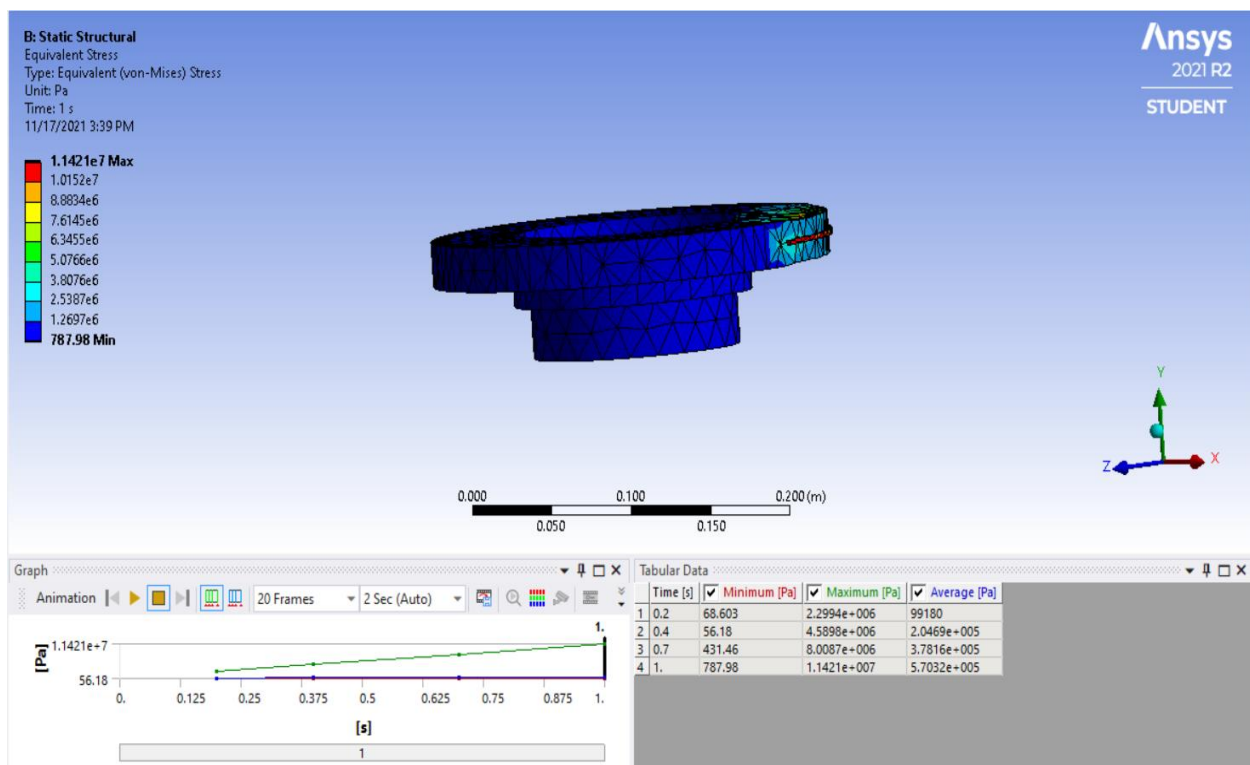 B: Static Structural
Equivalent Stress
Type: Equivalent (von-Mises) Stress
Unit: Pa
Time: 1 s
11/17/2021 3:39 PM
1.1421e7 Max
1.0152e7
8.8834e6
7.6145e6
6.3455e6
5.0766e6
3.8076e6
2.5387e6
1.2697e6
787.98 Min
Ansys
2021 R2
STUDENT
Y
Z
X
0.000
0.100
0.200 (m)
0.050
0.150
Graph
Animation
20 Frames
2 Sec (Auto)
1.
1.1421e+7
[Pa]
56.18
0.
0.125
0.25
0.375
0.5
0.625
0.75
0.875
1.
[s]
1
Tabular Data
Time [s] Minimum [Pa] Maximum [Pa] Average [Pa]
1 0.2 68.603 2.2994e+006 99180
2 0.4 56.18 4.5898e+006 2.0469e+005
3 0.7 431.46 8.0087e+006 3.7816e+005
4 1. 787.98 1.1421e+007 5.7032e+005